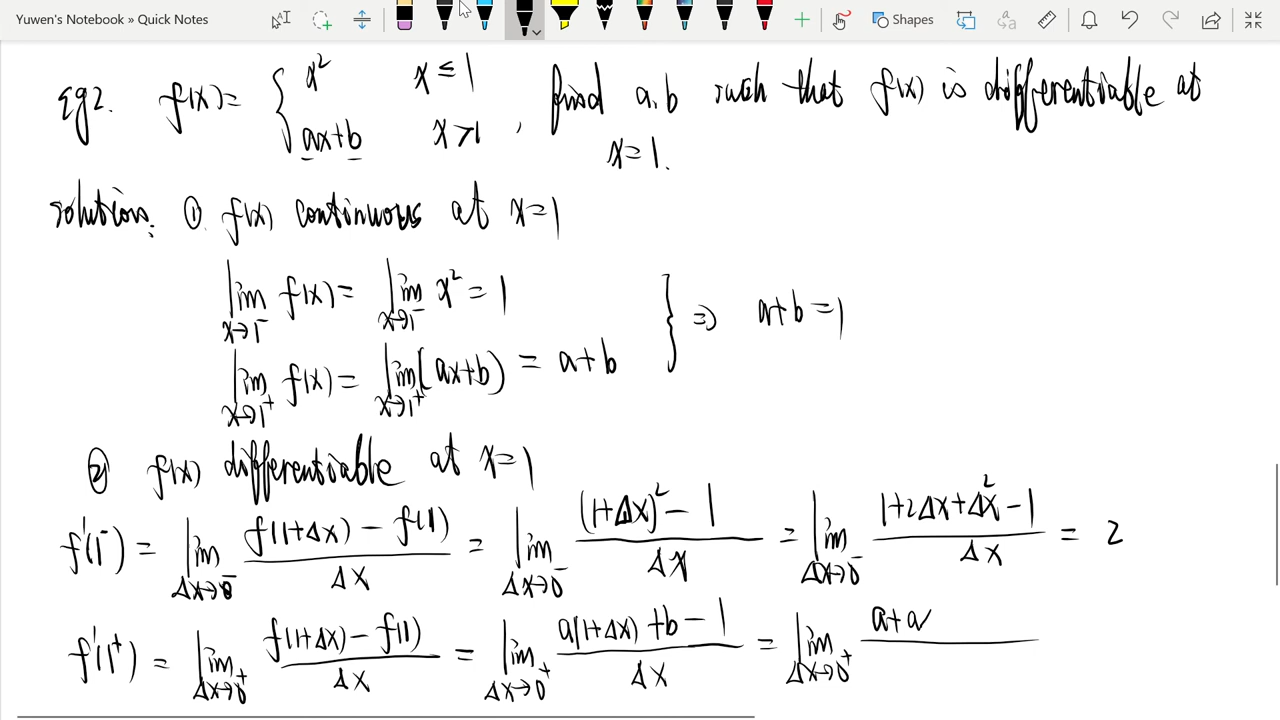 Yuwen's Notebook » Quick Notes
Shapes
eg2. f(x) = { x² x ≤ 1
ax+b x > 1 , find a, b such that f(x) is differentiable at
x=1.
solution: ① f(x) continuous at x=1
lim x→1⁻ f(x) = lim x→1⁻ x² = 1
lim x→1⁺ f(x) = lim x→1⁺ (ax+b) = a+b
} ⇒ a+b = 1
② f(x) differentiable at x=1
f'(1⁻) = lim Δx→0⁻ (f(1+Δx) − f(1))/Δx = lim Δx→0⁻ ((1+Δx)² − 1)/Δx = lim Δx→0⁻ (1+2Δx+Δx² − 1)/Δx = 2
f'(1⁺) = lim Δx→0⁺ (f(1+Δx) − f(1))/Δx = lim Δx→0⁺ (a(1+Δx) + b − 1)/Δx = lim Δx→0⁺ a+a